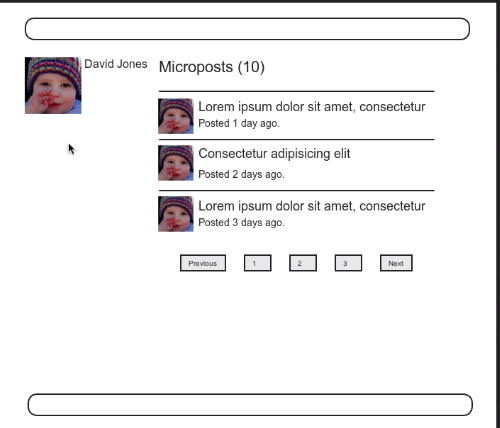 David Jones
Microposts (10)
Lorem ipsum dolor sit amet, consectetur
Posted 1 day ago.
Consectetur adipisicing elit
Posted 2 days ago.
Lorem ipsum dolor sit amet, consectetur
Posted 3 days ago.
Previous 1 2 3 Next